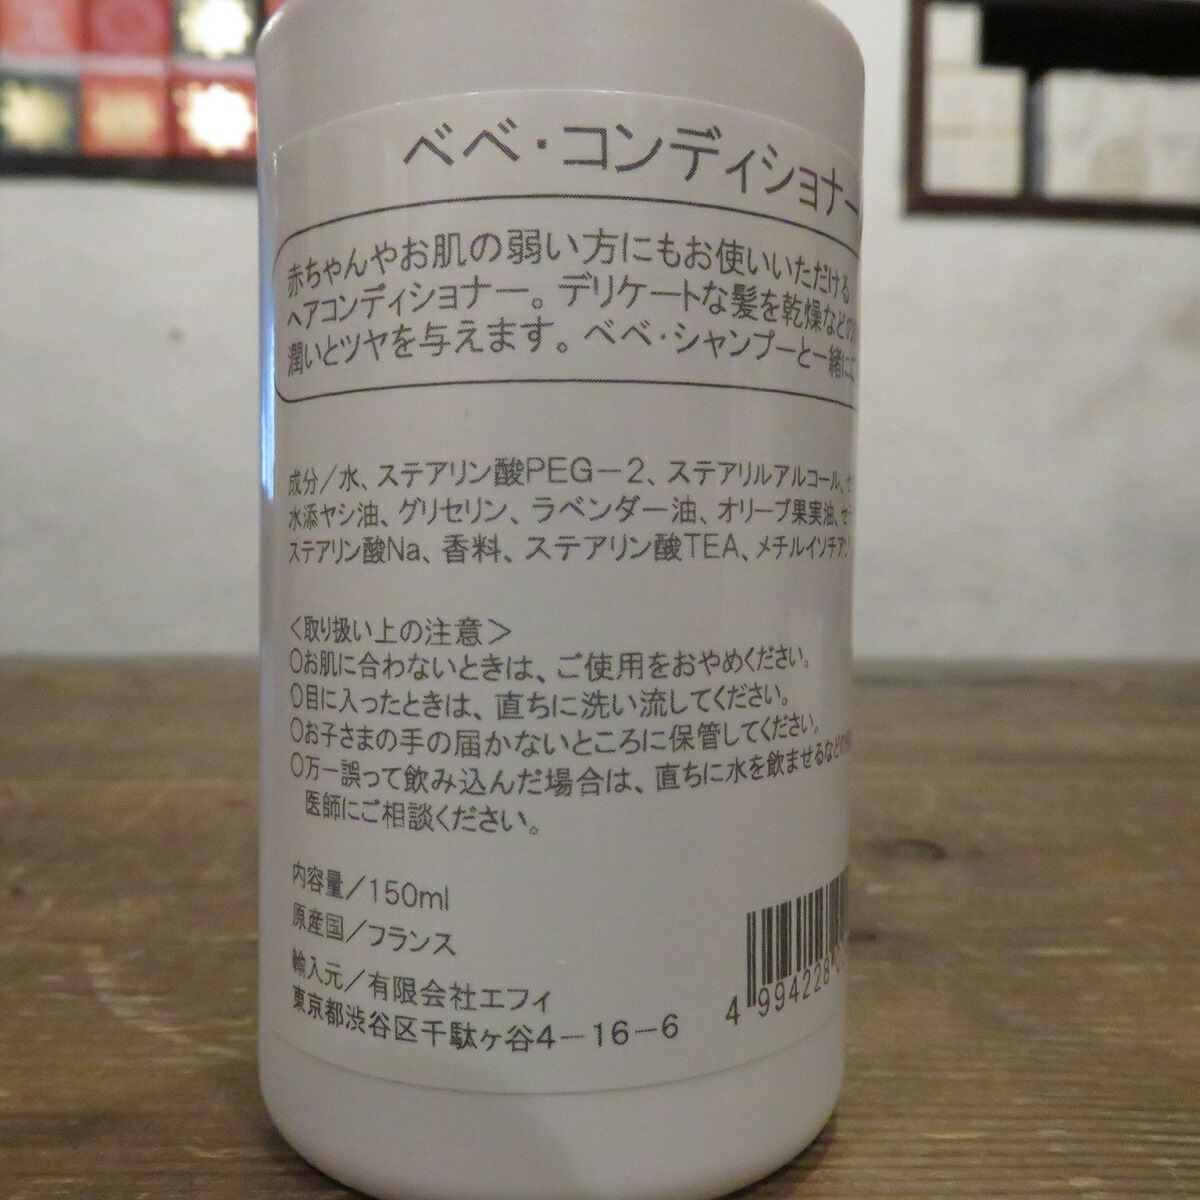 ベベ・コンディショナー
赤ちゃんやお肌の弱い方にもお使いいただける
ヘアコンディショナー。デリケートな髪を乾燥などの
潤いとツヤを与えます。ベベ・シャンプーと一緒に
成分/水、ステアリン酸PEG-2、ステアリルアルコール、
水添ヤシ油、グリセリン、ラベンダー油、オリーブ果実油、
ステアリン酸Na、香料、ステアリン酸TEA、メチルイソチアゾ
<取り扱い上の注意>
○お肌に合わないときは、ご使用をおやめください。
○目に入ったときは、直ちに洗い流してください。
○お子さまの手の届かないところに保管してください。
○万一誤って飲み込んだ場合は、直ちに水を飲ませるなどの
医師にご相談ください。
内容量/150ml
原産国/フランス
輸入元/有限会社エフィ
東京都渋谷区千駄ヶ谷4-16-6
4 994228